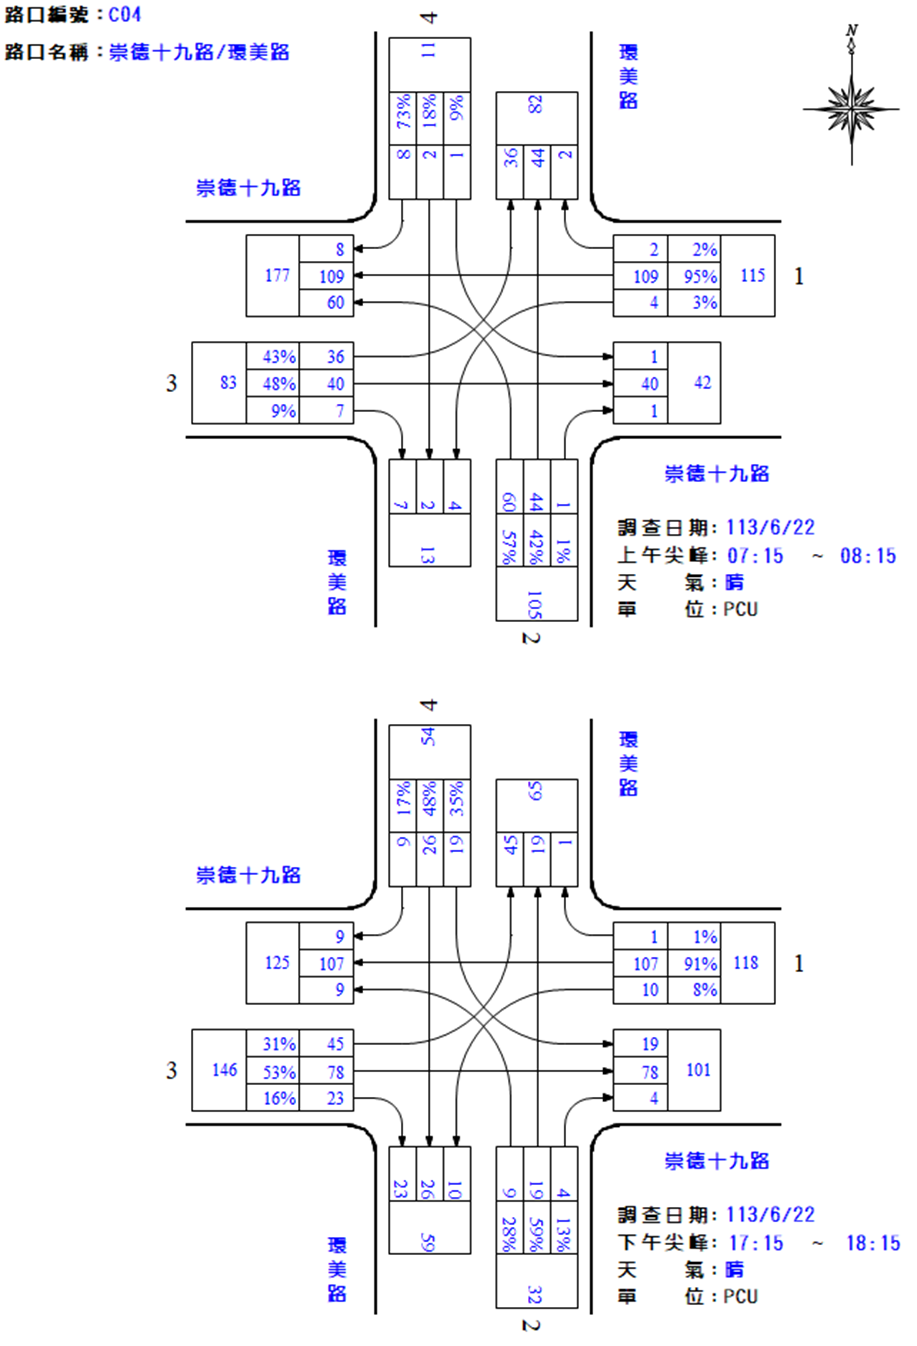 路口編號：C04
路口名稱：崇德十九路/環美路
N
4
11
73% 18% 9%
8 2 1
82
36 44 2
環美路
崇德十九路
177
8
109
60
2 2%
109 95%
4 3%
115
1
3
83
43% 36
48% 40
9% 7
1
40
1
42
7 2 4
13
60 44 1
57% 42% 1%
105
2
環美路
崇德十九路
調查日期：113/6/22
上午尖峰：07:15 ~ 08:15
天 氣：晴
單 位：PCU
4
54
17% 48% 35%
9 26 19
65
45 19 1
環美路
崇德十九路
125
9
107
9
1 1%
107 91%
10 8%
118
1
3
146
31% 45
53% 78
16% 23
19
78
4
101
23 26 10
59
9 19 4
28% 59% 13%
32
2
環美路
崇德十九路
調查日期：113/6/22
下午尖峰：17:15 ~ 18:15
天 氣：晴
單 位：PCU